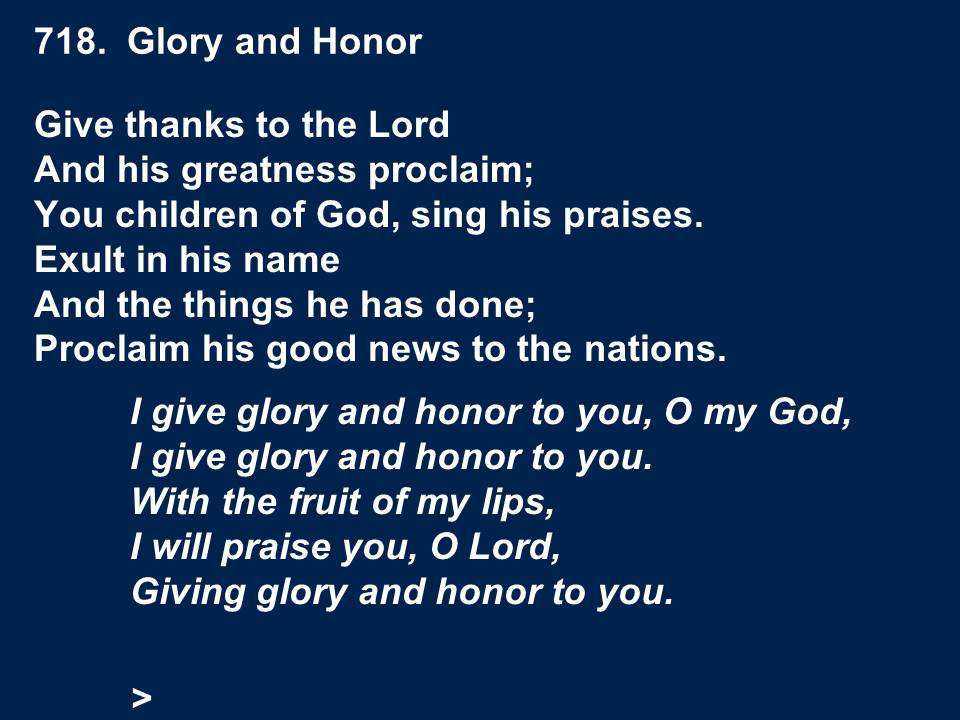 718.  Glory and Honor
Give thanks to the Lord
And his greatness proclaim;
You children of God, sing his praises.
Exult in his name
And the things he has done;
Proclaim his good news to the nations.
I give glory and honor to you, O my God,
I give glory and honor to you.
With the fruit of my lips,
I will praise you, O Lord,
Giving glory and honor to you.
>